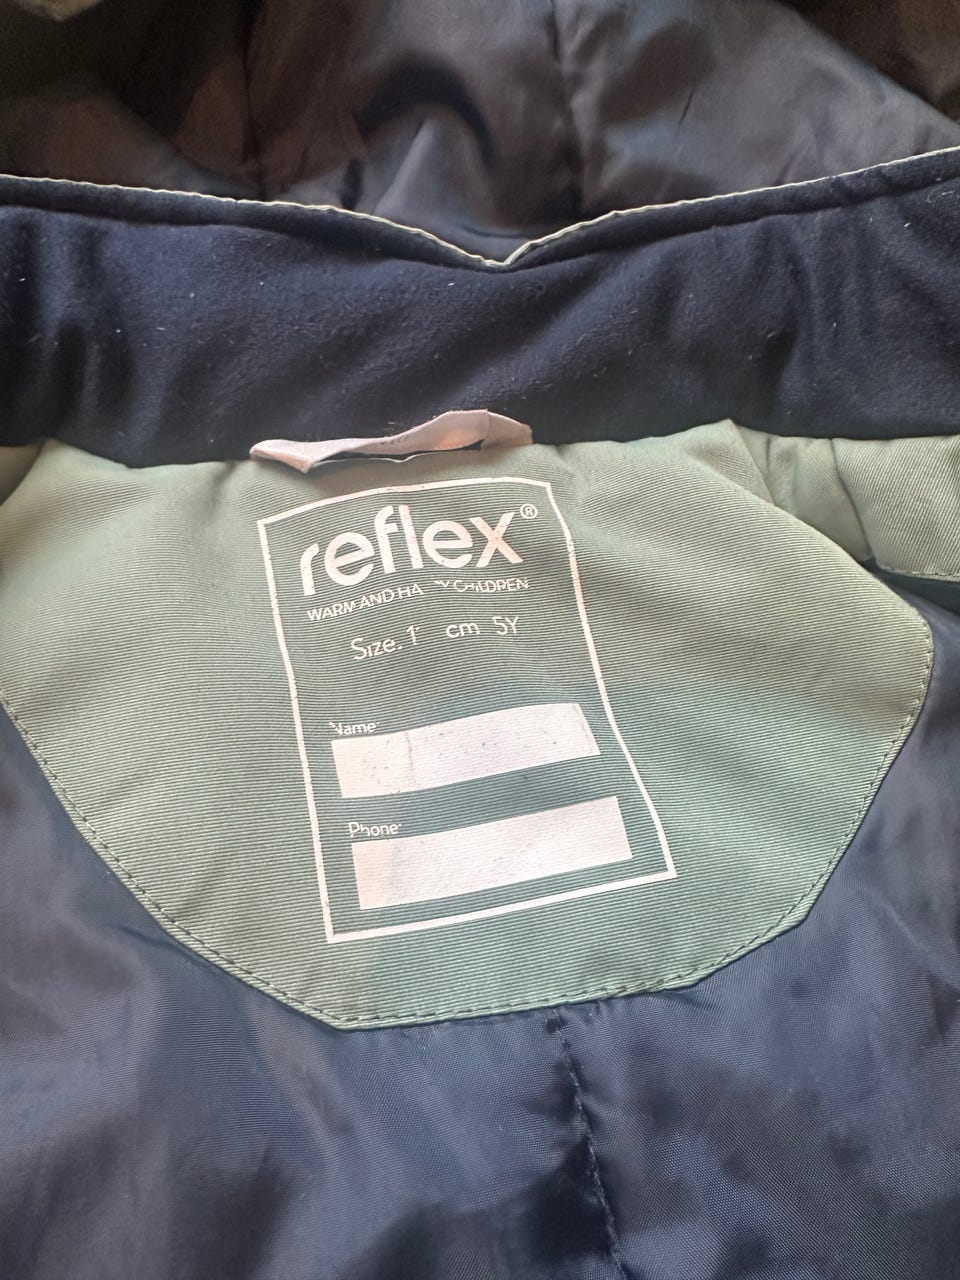 reflex®
WARM AND CHILDREN
Size. cm 5Y
Name
Phone